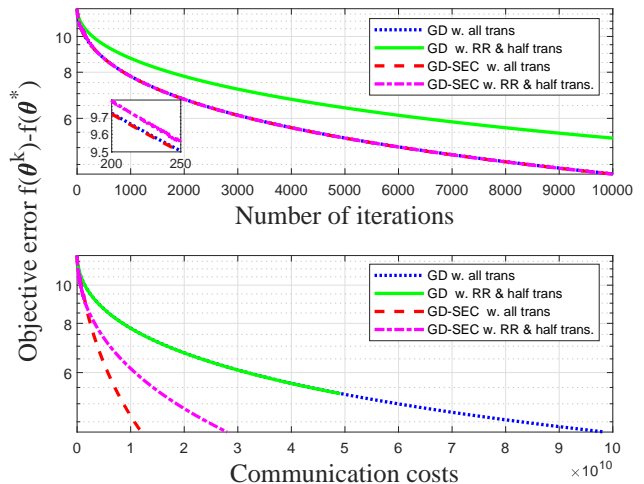 Objective error f(θ^k)-f(θ^*)
10
8
6
GD w. all trans
GD w. RR & half trans
GD-SEC w. all trans
GD-SEC w. RR & half trans.
9.7
9.6
9.5
200 250
0 1000 2000 3000 4000 5000 6000 7000 8000 9000 10000
Number of iterations
10
8
6
GD w. all trans
GD w. RR & half trans
GD-SEC w. all trans
GD-SEC w. RR & half trans.
0 1 2 3 4 5 6 7 8 9 10
×10^10
Communication costs